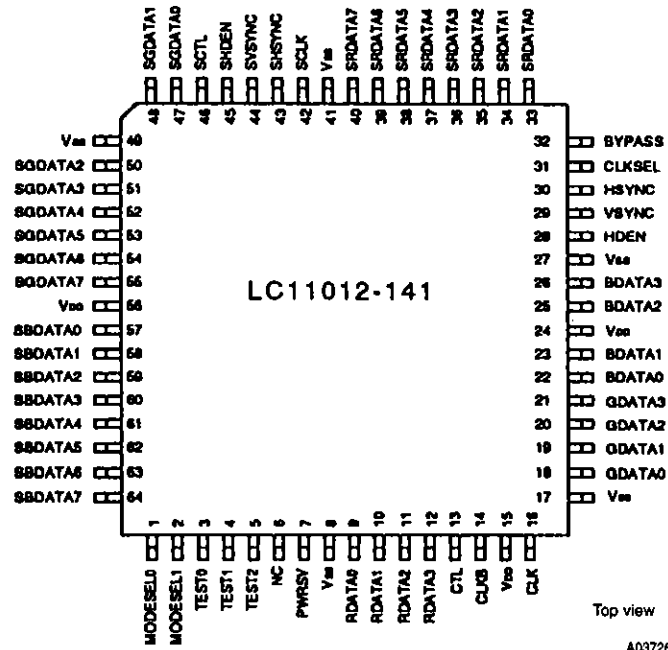 SGDATA1 SGDATA0 SCTL SHDEN SVSYNC SHSYNC SCLK Vss SRDATA7 SRDATA6 SRDATA5 SRDATA4 SRDATA3 SRDATA2 SRDATA1 SRDATA0
48 47 46 45 44 43 42 41 40 39 38 37 36 35 34 33
Vss 49
SGDATA2 50
SGDATA3 51
SGDATA4 52
SGDATA5 53
SGDATA6 54
SGDATA7 55
VDD 56
SBDATA0 57
SBDATA1 58
SBDATA2 59
SBDATA3 60
SBDATA4 61
SBDATA5 62
SBDATA6 63
SBDATA7 64
LC11012-141
32 BYPASS
31 CLKSEL
30 HSYNC
29 VSYNC
28 HDEN
27 Vss
26 BDATA3
25 BDATA2
24 VDD
23 BDATA1
22 BDATA0
21 GDATA3
20 GDATA2
19 GDATA1
18 GDATA0
17 Vss
1 2 3 4 5 6 7 8 9 10 11 12 13 14 15 16
MODESEL0 MODESEL1 TEST0 TEST1 TEST2 NC PWRSV Vss RDATA0 RDATA1 RDATA2 RDATA3 CTL CLKB VDD CLK
Top view
A03726